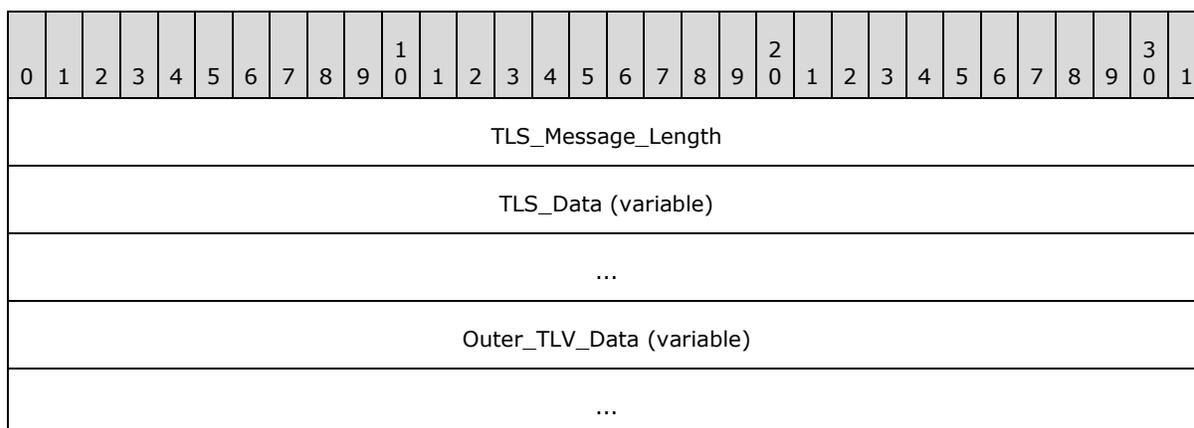 1 2 3
0 1 2 3 4 5 6 7 8 9 0 1 2 3 4 5 6 7 8 9 0 1 2 3 4 5 6 7 8 9 0 1
TLS_Message_Length
TLS_Data (variable)
...
Outer_TLV_Data (variable)
...